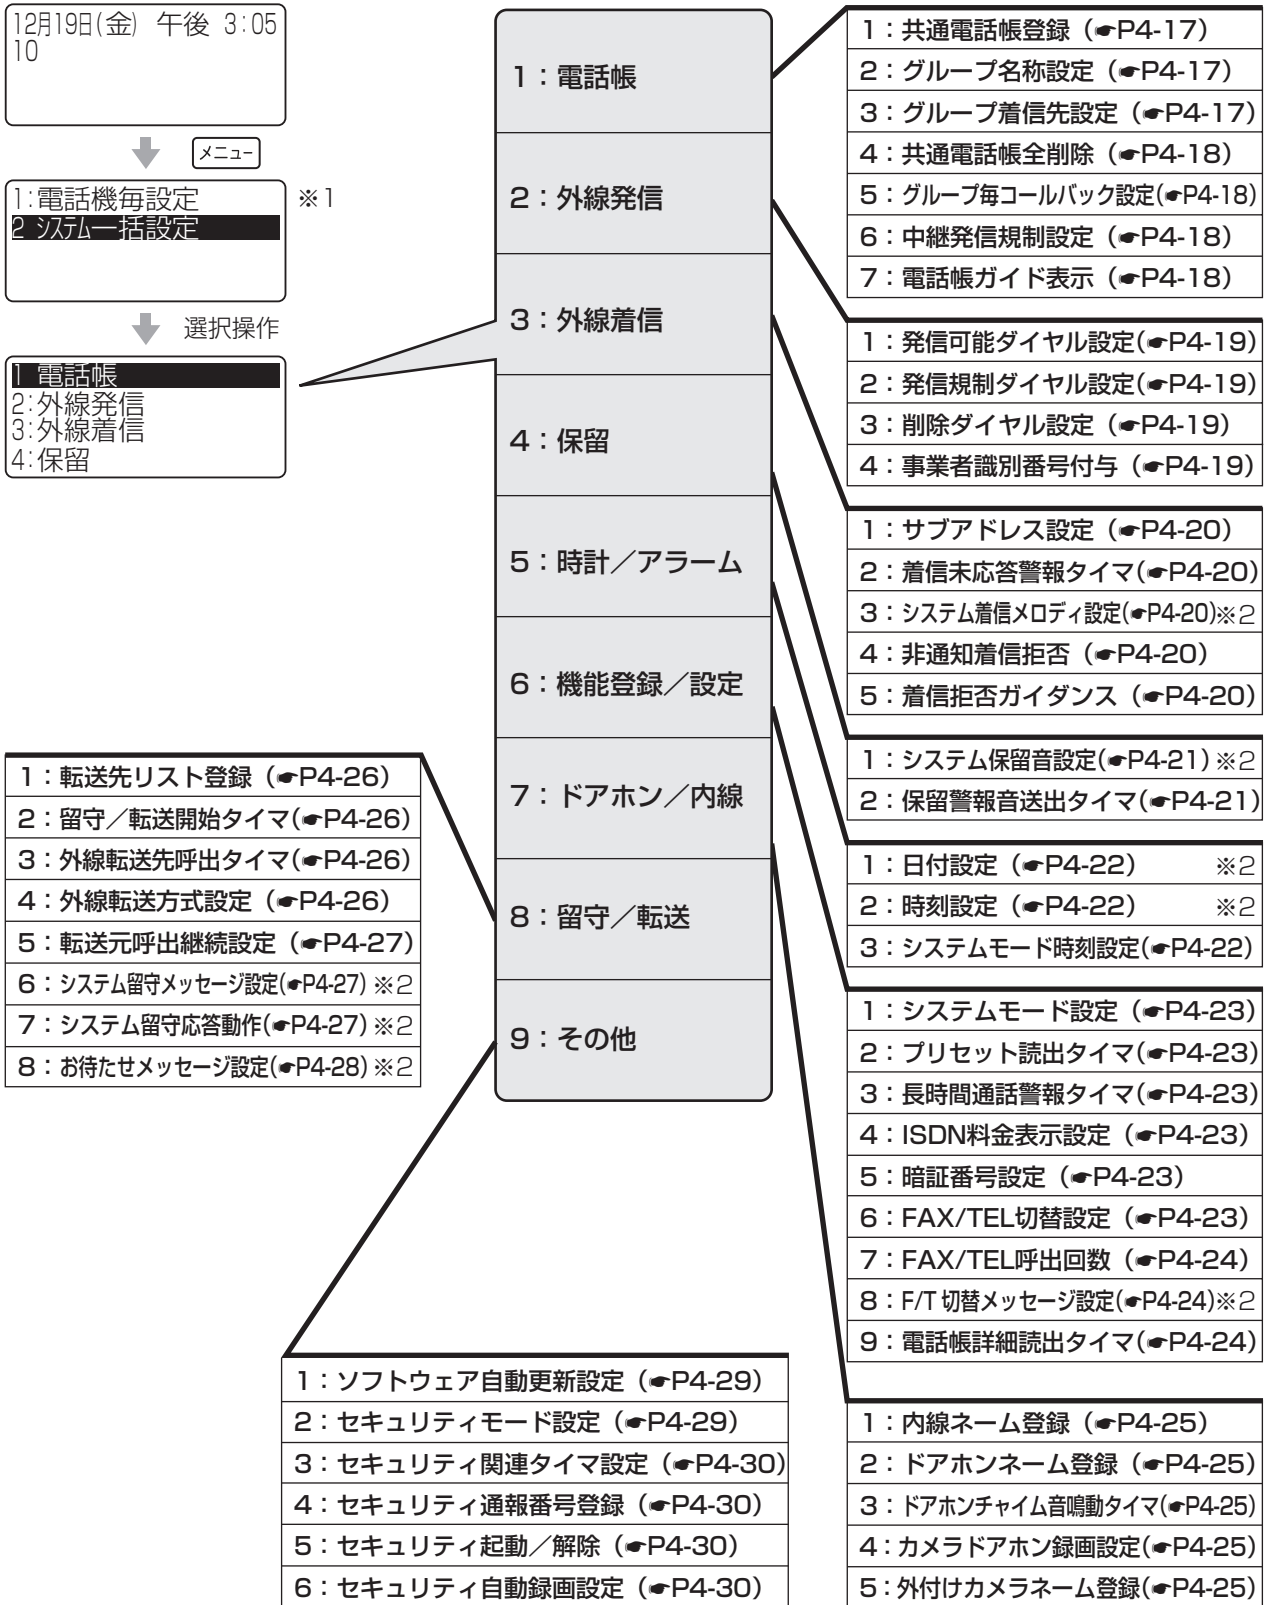 12月19日(金) 午後 3:05
10
メニュー
1:電話機毎設定
※1
2 システム一括設定
選択操作
1 電話帳
2:外線発信
3:外線着信
4:保留
1：電話帳
2：外線発信
3：外線着信
4：保留
5：時計／アラーム
6：機能登録／設定
7：ドアホン／内線
8：留守／転送
9：その他
1：共通電話帳登録（☛P4-17）
2：グループ名称設定（☛P4-17）
3：グループ着信先設定（☛P4-17）
4：共通電話帳全削除（☛P4-18）
5：グループ毎コールバック設定(☛P4-18)
6：中継発信規制設定（☛P4-18）
7：電話帳ガイド表示（☛P4-18）
1：発信可能ダイヤル設定(☛P4-19)
2：発信規制ダイヤル設定(☛P4-19)
3：削除ダイヤル設定（☛P4-19）
4：事業者識別番号付与（☛P4-19）
1：サブアドレス設定（☛P4-20）
2：着信未応答警報タイマ(☛P4-20)
3：システム着信メロディ設定(☛P4-20)※2
4：非通知着信拒否（☛P4-20）
5：着信拒否ガイダンス（☛P4-20）
1：システム保留音設定(☛P4-21)※2
2：保留警報音送出タイマ(☛P4-21)
1：日付設定（☛P4-22） ※2
2：時刻設定（☛P4-22） ※2
3：システムモード時刻設定(☛P4-22)
1：システムモード設定（☛P4-23）
2：プリセット読出タイマ(☛P4-23)
3：長時間通話警報タイマ(☛P4-23)
4：ISDN料金表示設定（☛P4-23）
5：暗証番号設定（☛P4-23）
6：FAX/TEL切替設定（☛P4-23）
7：FAX/TEL呼出回数（☛P4-24）
8：F/T 切替メッセージ設定(☛P4-24)※2
9：電話帳詳細読出タイマ(☛P4-24)
1：内線ネーム登録（☛P4-25）
2：ドアホンネーム登録（☛P4-25）
3：ドアホンチャイム音鳴動タイマ(☛P4-25)
4：カメラドアホン録画設定(☛P4-25)
5：外付けカメラネーム登録(☛P4-25)
1：転送先リスト登録（☛P4-26）
2：留守／転送開始タイマ(☛P4-26)
3：外線転送先呼出タイマ(☛P4-26)
4：外線転送方式設定（☛P4-26）
5：転送元呼出継続設定（☛P4-27）
6：システム留守メッセージ設定(☛P4-27)※2
7：システム留守応答動作(☛P4-27)※2
8：お待たせメッセージ設定(☛P4-28)※2
1：ソフトウェア自動更新設定（☛P4-29）
2：セキュリティモード設定（☛P4-29）
3：セキュリティ関連タイマ設定（☛P4-30）
4：セキュリティ通報番号登録（☛P4-30）
5：セキュリティ起動／解除（☛P4-30）
6：セキュリティ自動録画設定（☛P4-30）